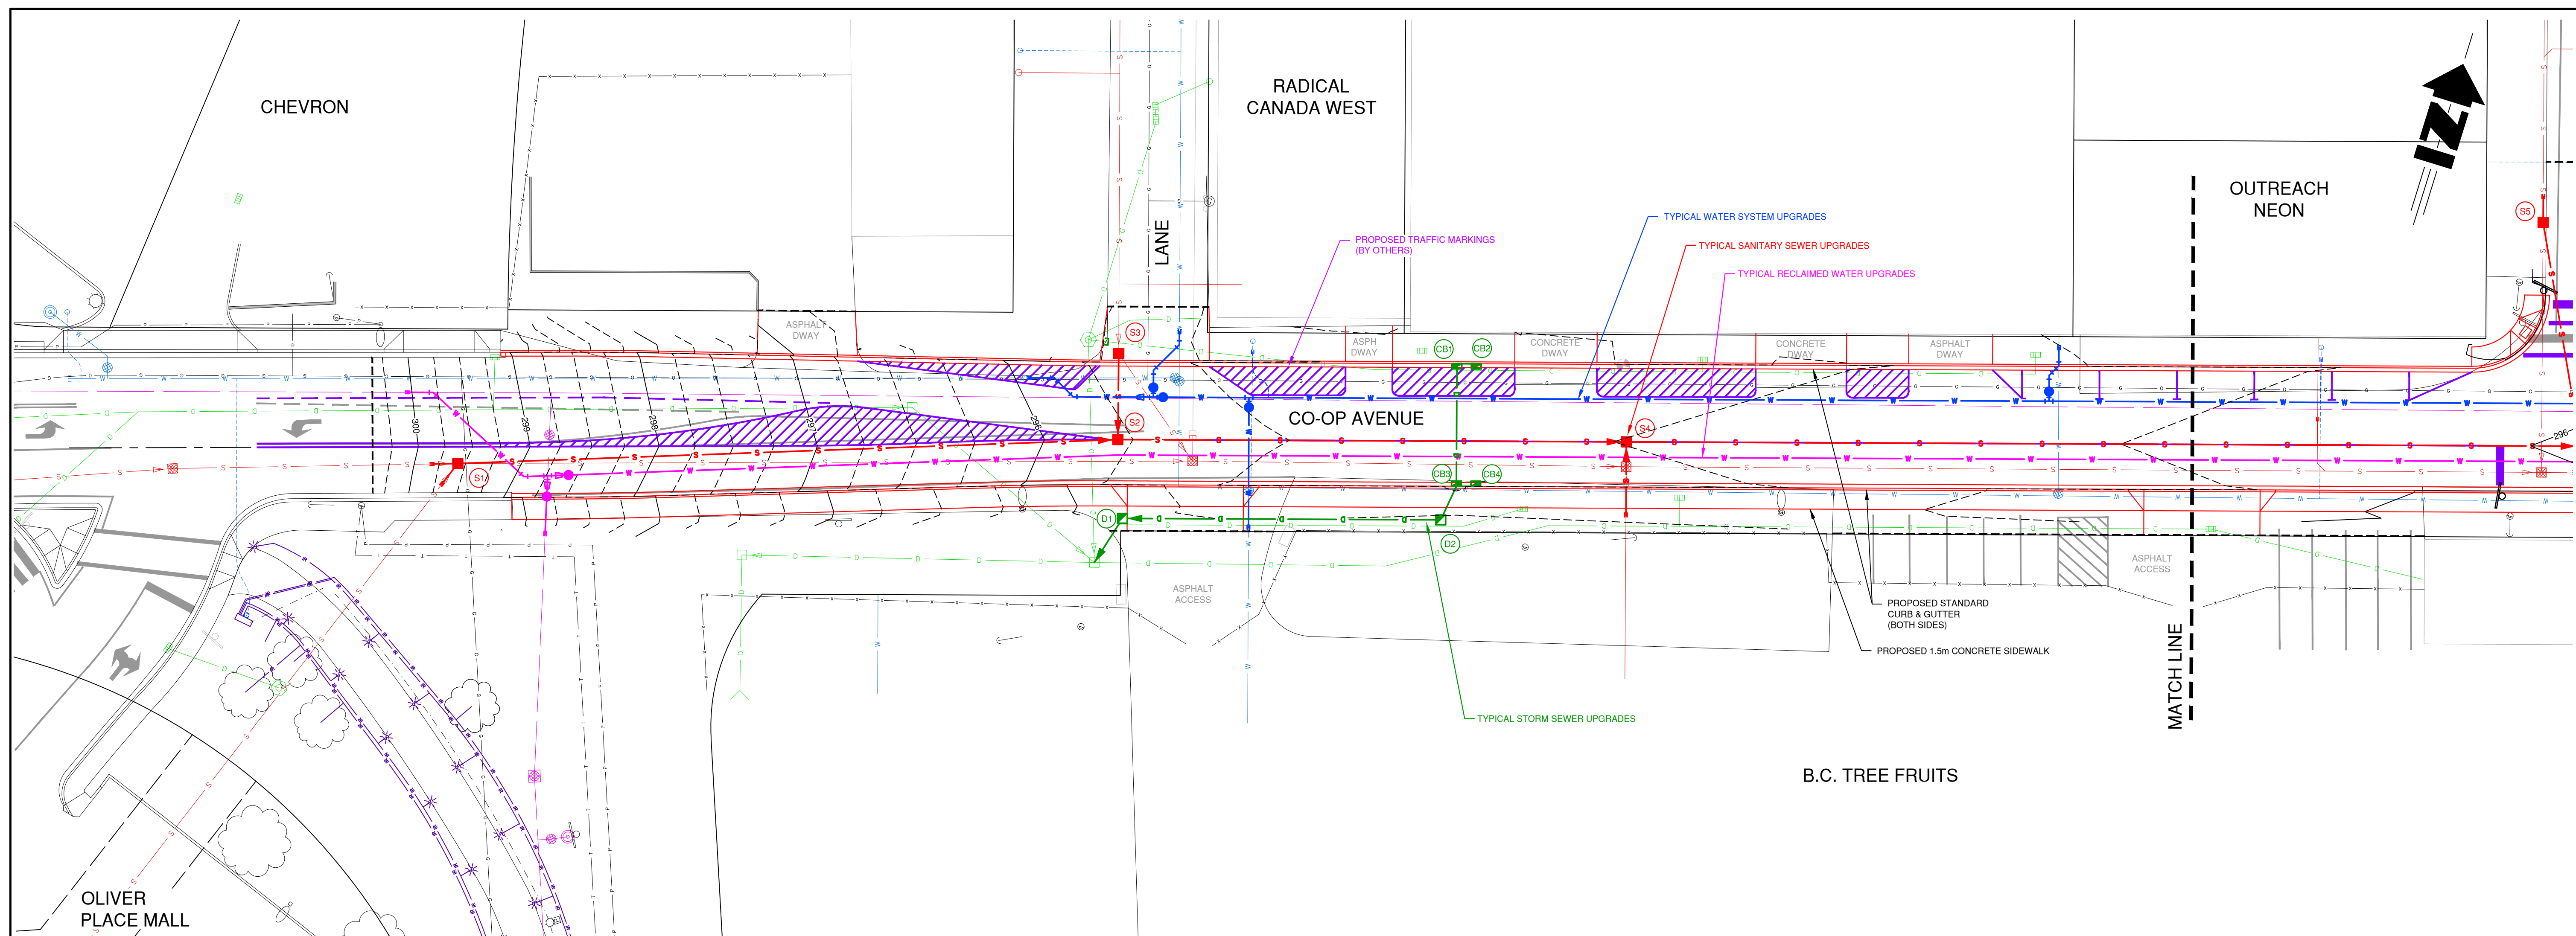 CHEVRON
RADICAL
CANADA WEST
OUTREACH
NEON
N
LANE
TYPICAL WATER SYSTEM UPGRADES
PROPOSED TRAFFIC MARKINGS
(BY OTHERS)
TYPICAL SANITARY SEWER UPGRADES
TYPICAL RECLAIMED WATER UPGRADES
S5
ASPHALT
DWAY
S3
ASPH
DWAY
CB1
CB2
CONCRETE
DWAY
CONCRETE
DWAY
ASPHALT
DWAY
CO-OP AVENUE
300
299
298
297
296
S2
S4
296
S1
CB3
CB4
D1
D2
ASPHALT
ACCESS
ASPHALT
ACCESS
PROPOSED STANDARD
CURB & GUTTER
(BOTH SIDES)
PROPOSED 1.5m CONCRETE SIDEWALK
MATCH LINE
TYPICAL STORM SEWER UPGRADES
B.C. TREE FRUITS
OLIVER
PLACE MALL